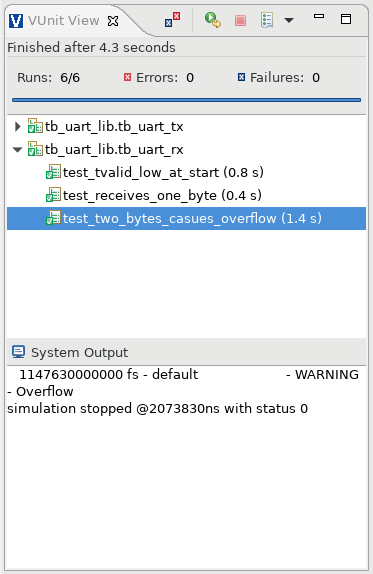 VUnit View
Finished after 4.3 seconds
Runs: 6/6 Errors: 0 Failures: 0
tb_uart_lib.tb_uart_tx
tb_uart_lib.tb_uart_rx
test_tvalid_low_at_start (0.8 s)
test_receives_one_byte (0.4 s)
test_two_bytes_casues_overflow (1.4 s)
System Output
1147630000000 fs - default - WARNING
- Overflow
simulation stopped @2073830ns with status 0